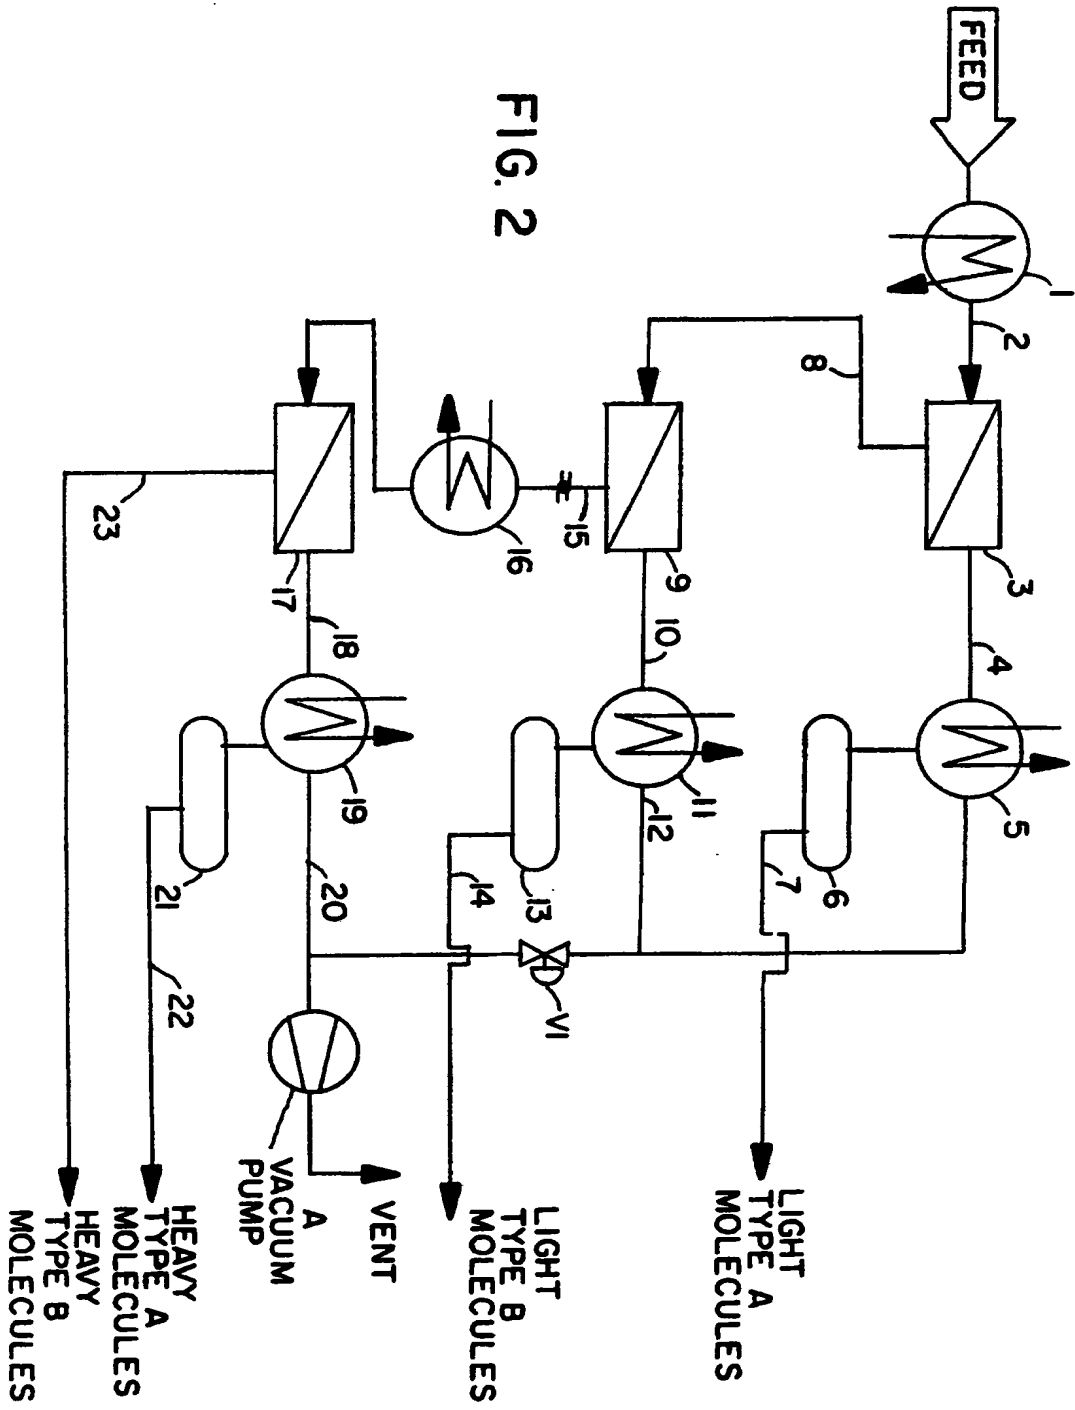 FEED
1
2
3
4
5
6
7
LIGHT
TYPE A
MOLECULES
8
9
10
11
12
13
14
V1
LIGHT
TYPE B
MOLECULES
15
16
17
18
19
20
A
VACUUM
PUMP
VENT
21
22
HEAVY
TYPE A
MOLECULES
23
HEAVY
TYPE B
MOLECULES
FIG. 2